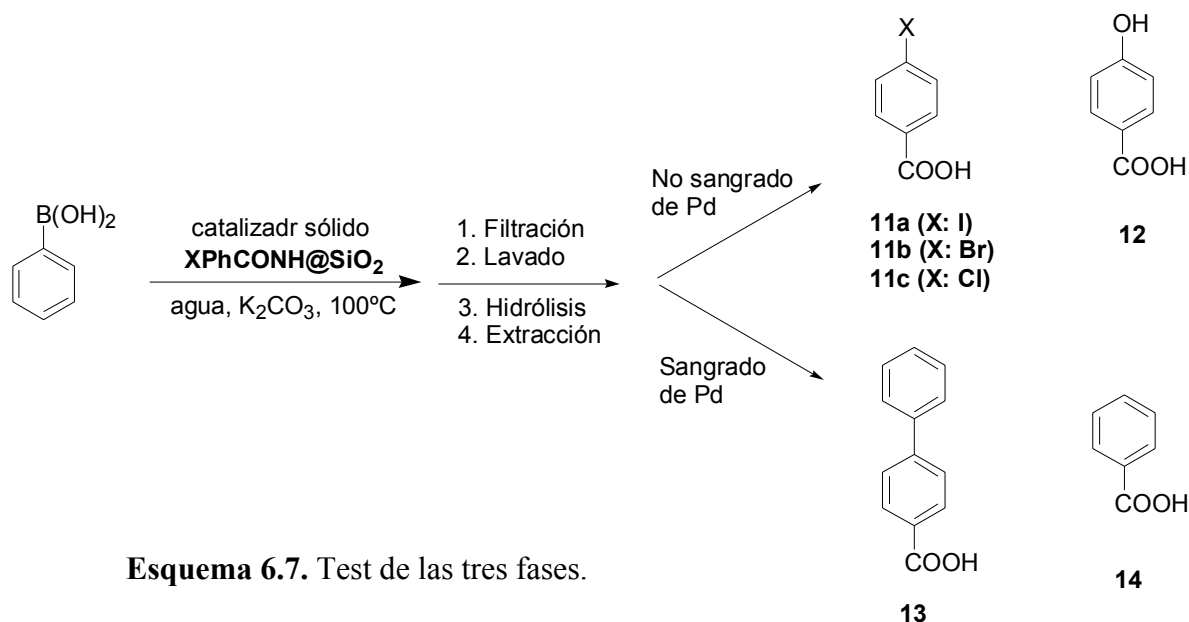 B(OH)2
catalizadr sólido
XPhCONH@SiO2
agua, K2CO3, 100ºC
1. Filtración
2. Lavado
3. Hidrólisis
4. Extracción
No sangrado
de Pd
Sangrado
de Pd
X
COOH
11a (X: I)
11b (X: Br)
11c (X: Cl)
OH
COOH
12
COOH
13
COOH
14
Esquema 6.7. Test de las tres fases.